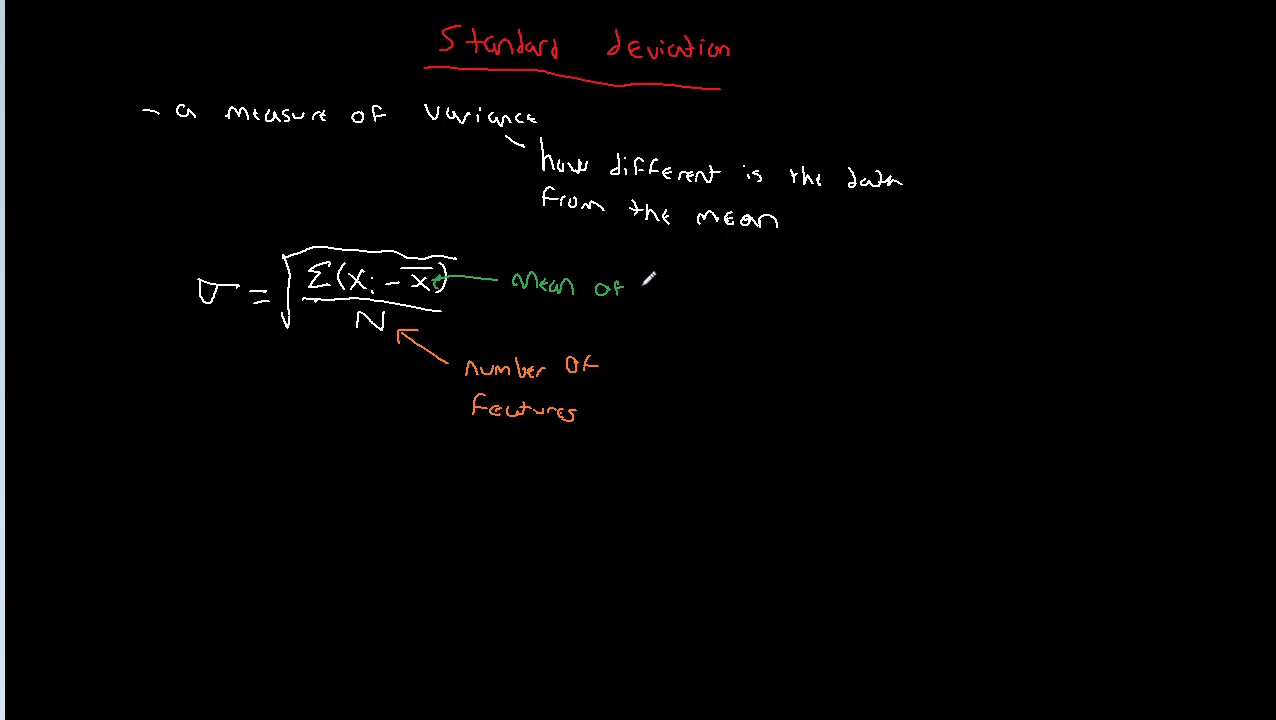 Standard deviation
- a measure of variance
how different is the data
from the mean
σ = √(Σ(xᵢ - x̄) / N)
mean of
number of
features